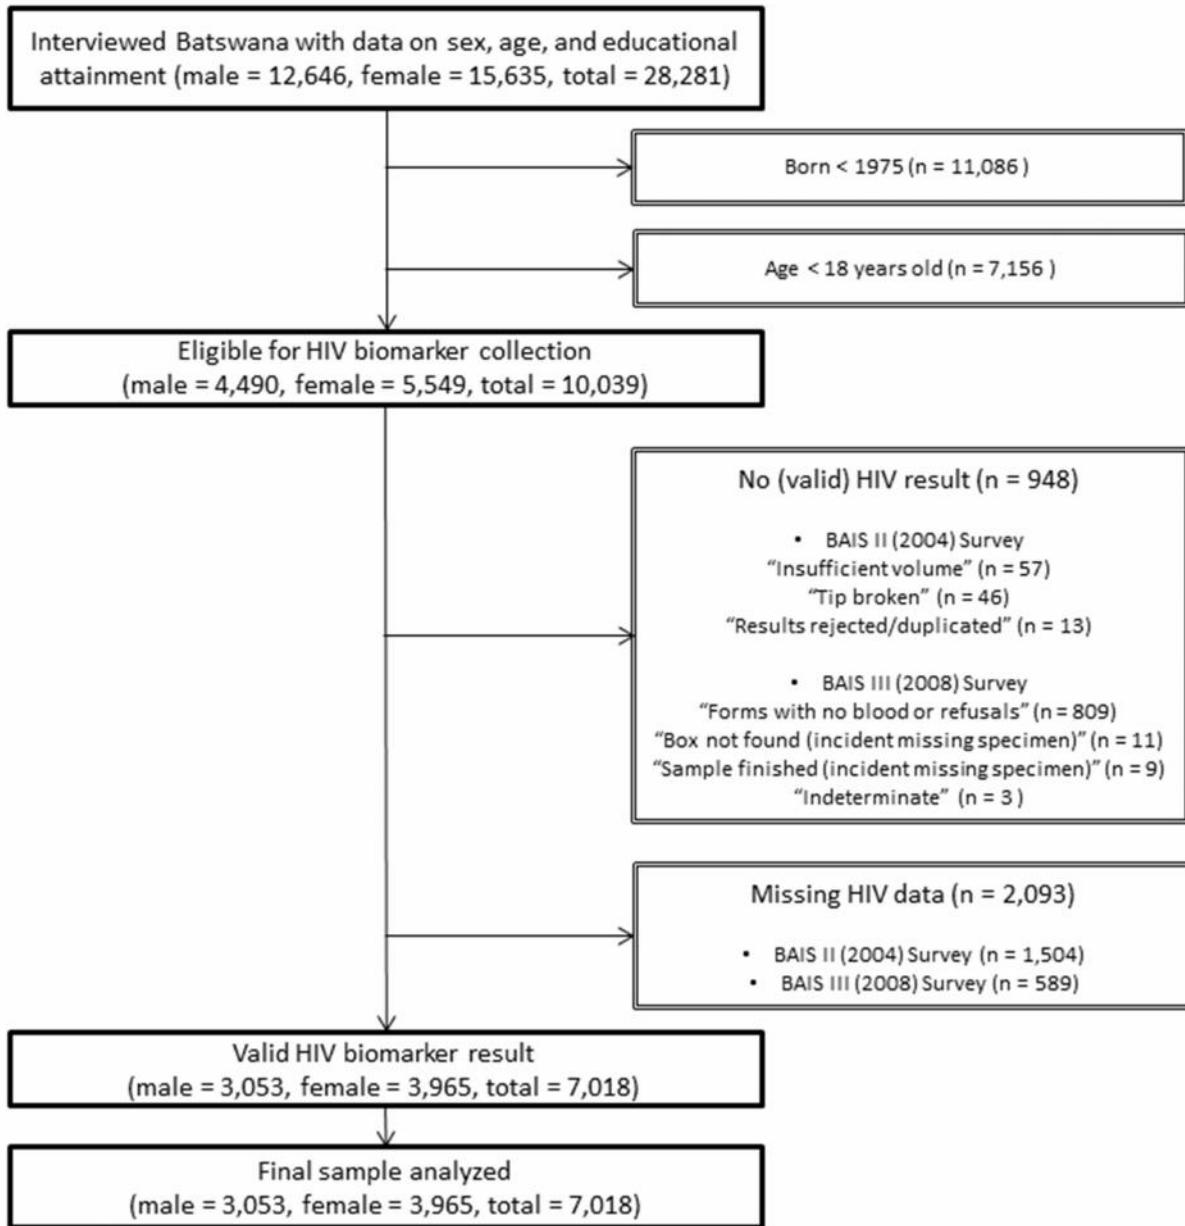 Interviewed Batswana with data on sex, age, and educational
attainment (male = 12,646, female = 15,635, total = 28,281)
Born < 1975 (n = 11,086 )
Age < 18 years old (n = 7,156 )
Eligible for HIV biomarker collection
(male = 4,490, female = 5,549, total = 10,039)
No (valid) HIV result (n = 948)
• BAIS II (2004) Survey
“Insufficient volume” (n = 57)
“Tip broken” (n = 46)
“Results rejected/duplicated” (n = 13)
• BAIS III (2008) Survey
“Forms with no blood or refusals” (n = 809)
“Box not found (incident missing specimen)” (n = 11)
“Sample finished (incident missing specimen)” (n = 9)
“Indeterminate” (n = 3 )
Missing HIV data (n = 2,093)
• BAIS II (2004) Survey (n = 1,504)
• BAIS III (2008) Survey (n = 589)
Valid HIV biomarker result
(male = 3,053, female = 3,965, total = 7,018)
Final sample analyzed
(male = 3,053, female = 3,965, total = 7,018)